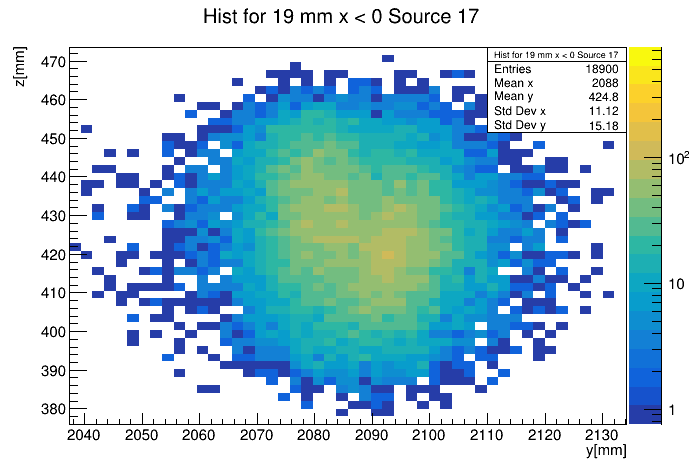 Hist for 19 mm x < 0 Source 17
z[mm]
470
460
450
440
430
420
410
400
390
380
2040 2050 2060 2070 2080 2090 2100 2110 2120 2130
y[mm]
Hist for 19 mm x < 0 Source 17
Entries 18900
Mean x 2088
Mean y 424.8
Std Dev x 11.12
Std Dev y 15.18
10²
10
1